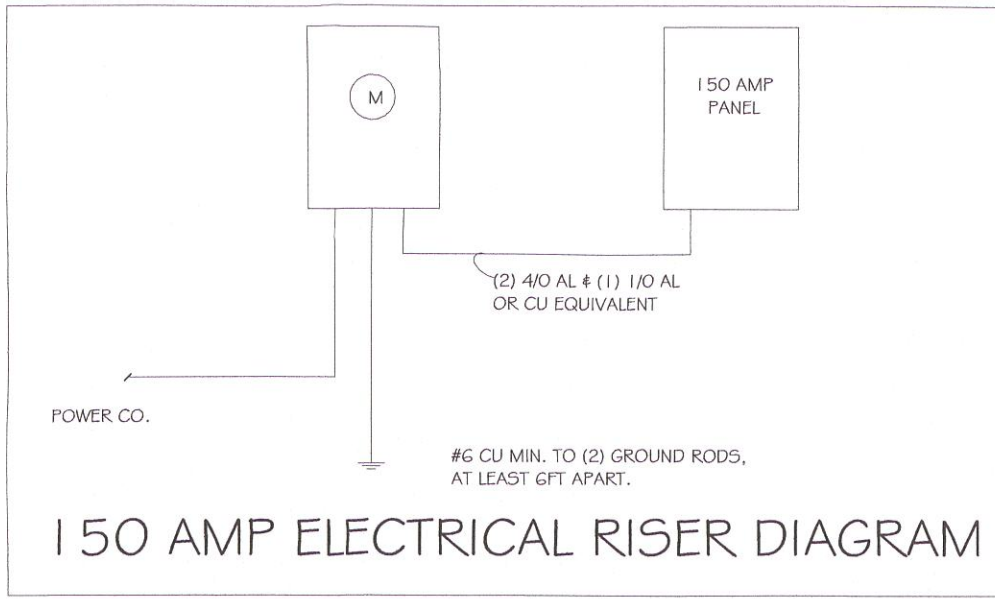 M
150 AMP
PANEL
(2) 4/0 AL & (1) 1/0 AL
OR CU EQUIVALENT
POWER CO.
#6 CU MIN. TO (2) GROUND RODS,
AT LEAST 6FT APART.
150 AMP ELECTRICAL RISER DIAGRAM